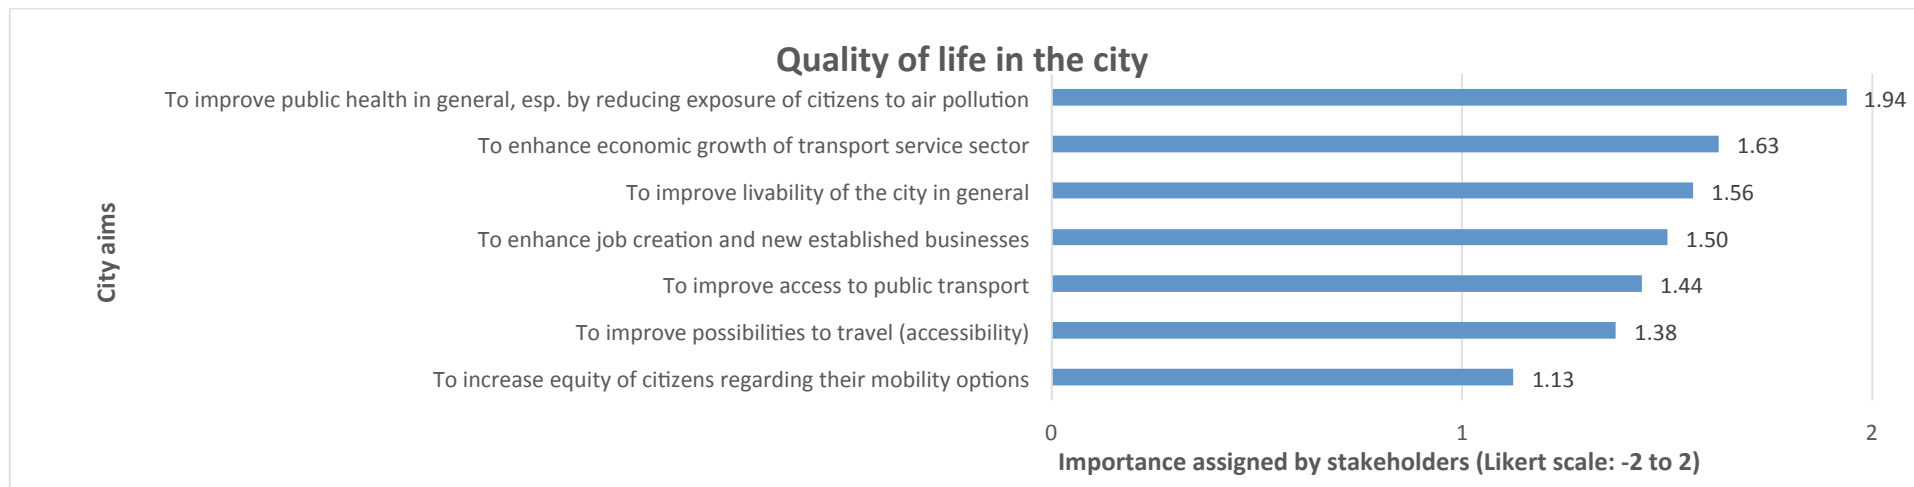 Quality of life in the city
To improve public health in general, esp. by reducing exposure of citizens to air pollution 1.94
To enhance economic growth of transport service sector 1.63
To improve livability of the city in general 1.56
To enhance job creation and new established businesses 1.50
To improve access to public transport 1.44
To improve possibilities to travel (accessibility) 1.38
To increase equity of citizens regarding their mobility options 1.13
City aims
0 1 2
Importance assigned by stakeholders (Likert scale: -2 to 2)